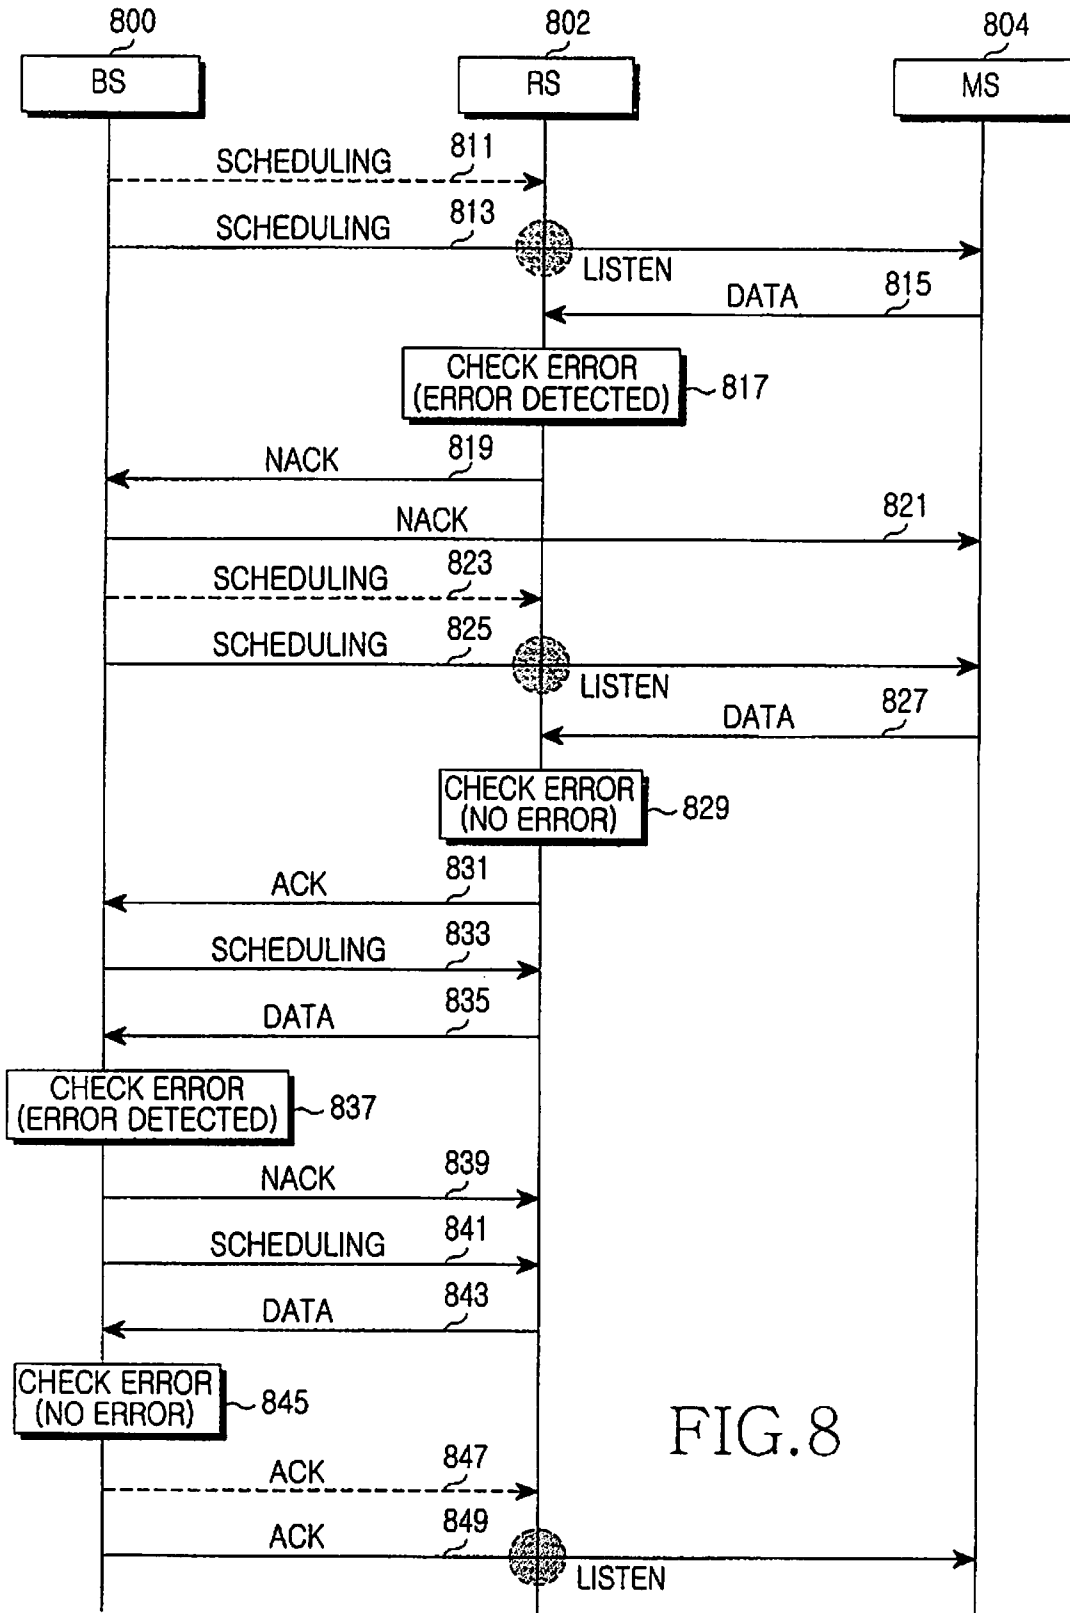 800
802
804
BS
RS
MS
SCHEDULING
811
SCHEDULING
813
LISTEN
DATA
815
CHECK ERROR
(ERROR DETECTED)
817
NACK
819
NACK
821
SCHEDULING
823
SCHEDULING
825
LISTEN
DATA
827
CHECK ERROR
(NO ERROR)
829
ACK
831
SCHEDULING
833
DATA
835
CHECK ERROR
(ERROR DETECTED)
837
NACK
839
SCHEDULING
841
DATA
843
CHECK ERROR
(NO ERROR)
845
FIG.8
ACK
847
ACK
849
LISTEN